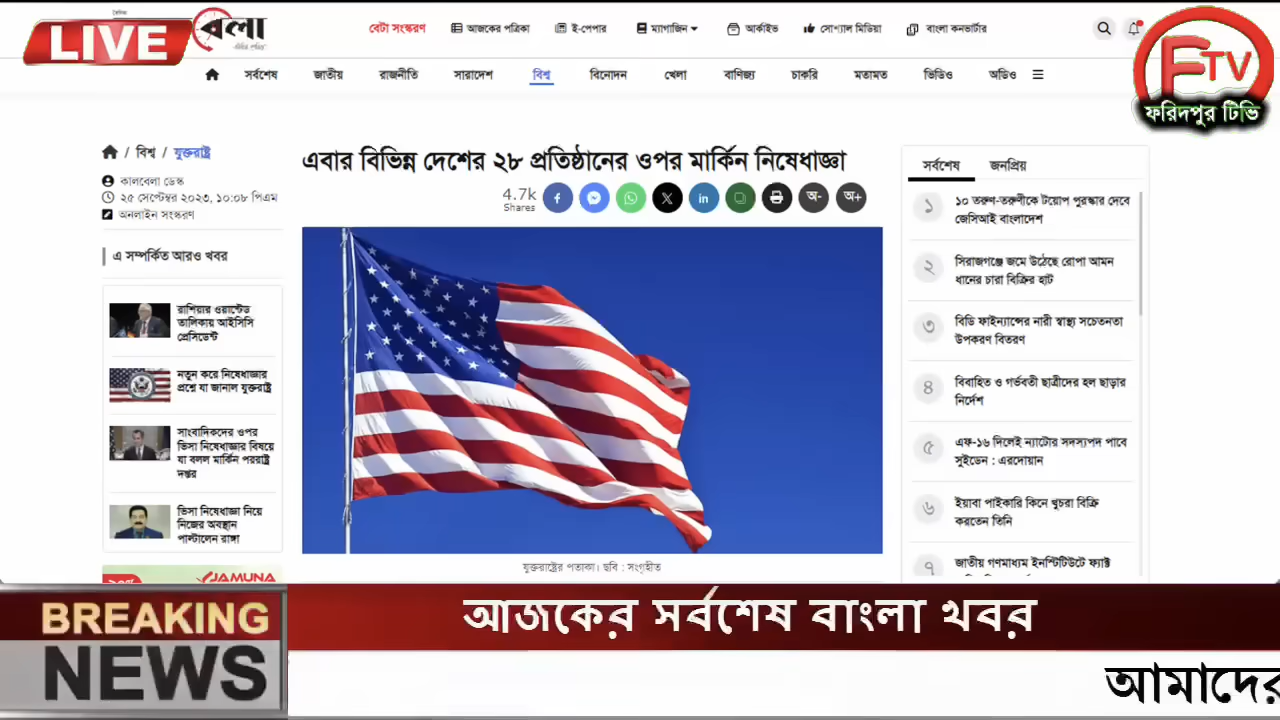 LIVE
বেলা
বেটা সংস্করণ
আজকের পত্রিকা
ই-পেপার
ম্যাগাজিন
আর্কাইভ
সোশ্যাল মিডিয়া
বাংলা কনভার্টার
FTV
ফরিদপুর টিভি
সর্বশেষ
জাতীয়
রাজনীতি
সারাদেশ
বিশ্ব
বিনোদন
খেলা
বাণিজ্য
চাকরি
মতামত
ভিডিও
অডিও
/ বিশ্ব / যুক্তরাষ্ট্র
কালবেলা ডেস্ক
২৫ সেপ্টেম্বর ২০২৩, ১০:০৮ পিএম
অনলাইন সংস্করণ
এ সম্পর্কিত আরও খবর
রাশিয়ার ওয়ান্টেড
তালিকায় আইসিসি
প্রেসিডেন্ট
নতুন করে নিষেধাজ্ঞার
প্রশ্নে যা জানাল যুক্তরাষ্ট্র
সাংবাদিকদের ওপর
ভিসা নিষেধাজ্ঞার বিষয়ে
যা বলল মার্কিন পররাষ্ট্র
দপ্তর
ভিসা নিষেধাজ্ঞা নিয়ে
নিজের অবস্থান
পাল্টালেন রাঙ্গা
JAMUNA
এবার বিভিন্ন দেশের ২৮ প্রতিষ্ঠানের ওপর মার্কিন নিষেধাজ্ঞা
4.7k
Shares
অ-
অ+
যুক্তরাষ্ট্রের পতাকা। ছবি : সংগৃহীত
সর্বশেষ
জনপ্রিয়
১
১০ তরুণ-তরুণীকে টয়োপ পুরস্কার দেবে
জেসিআই বাংলাদেশ
২
সিরাজগঞ্জে জমে উঠেছে রোপা আমন
ধানের চারা বিক্রির হাট
৩
বিডি ফাইন্যান্সের নারী স্বাস্থ্য সচেতনতা
উপকরণ বিতরণ
৪
বিবাহিত ও গর্ভবতী ছাত্রীদের হল ছাড়ার
নির্দেশ
৫
এফ-১৬ দিলেই ন্যাটোর সদস্যপদ পাবে
সুইডেন : এরদোয়ান
৬
ইয়াবা পাইকারি কিনে খুচরা বিক্রি
করতেন তিনি
৭
জাতীয় গণমাধ্যম ইনস্টিটিউটে ফ্যাক্ট
BREAKING
NEWS
আজকের সর্বশেষ বাংলা খবর
আমাদের